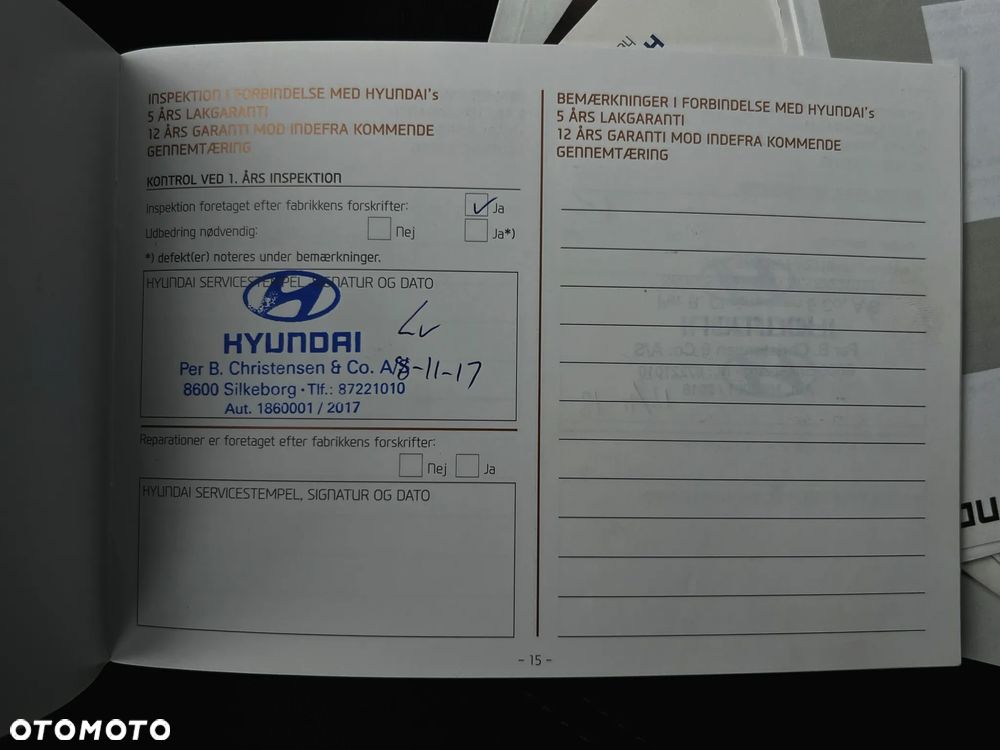 INSPEKTION I FORBINDELSE MED HYUNDAI's
5 ÅRS LAKGARANTI
12 ÅRS GARANTI MOD INDEFRA KOMMENDE
GENNEMTÆRING
KONTROL VED 1. ÅRS INSPEKTION
Inspektion foretaget efter fabrikkens forskrifter: Ja
Udbedring nødvendig: Nej Ja*)
*) defekt(er) noteres under bemærkninger.
HYUNDAI SERVICESTEMPEL, SIGNATUR OG DATO
HYUNDAI
Per B. Christensen & Co. A/S 8-11-17
8600 Silkeborg · Tlf.: 87221010
Aut. 1860001 / 2017
Reparationer er foretaget efter fabrikkens forskrifter:
Nej Ja
HYUNDAI SERVICESTEMPEL, SIGNATUR OG DATO
BEMÆRKNINGER I FORBINDELSE MED HYUNDAI's
5 ÅRS LAKGARANTI
12 ÅRS GARANTI MOD INDEFRA KOMMENDE
GENNEMTÆRING
- 15 -
OTOMOTO